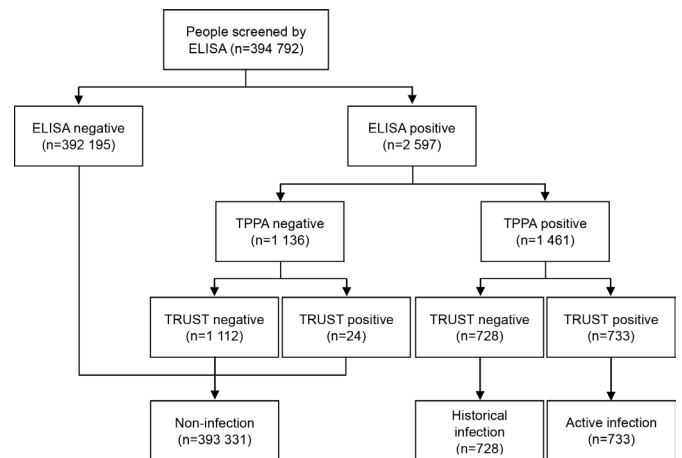 People screened by
ELISA (n=394 792)
ELISA negative
(n=392 195)
ELISA positive
(n=2 597)
TPPA negative
(n=1 136)
TPPA positive
(n=1 461)
TRUST negative
(n=1 112)
TRUST positive
(n=24)
TRUST negative
(n=728)
TRUST positive
(n=733)
Non-infection
(n=393 331)
Historical
infection
(n=728)
Active infection
(n=733)